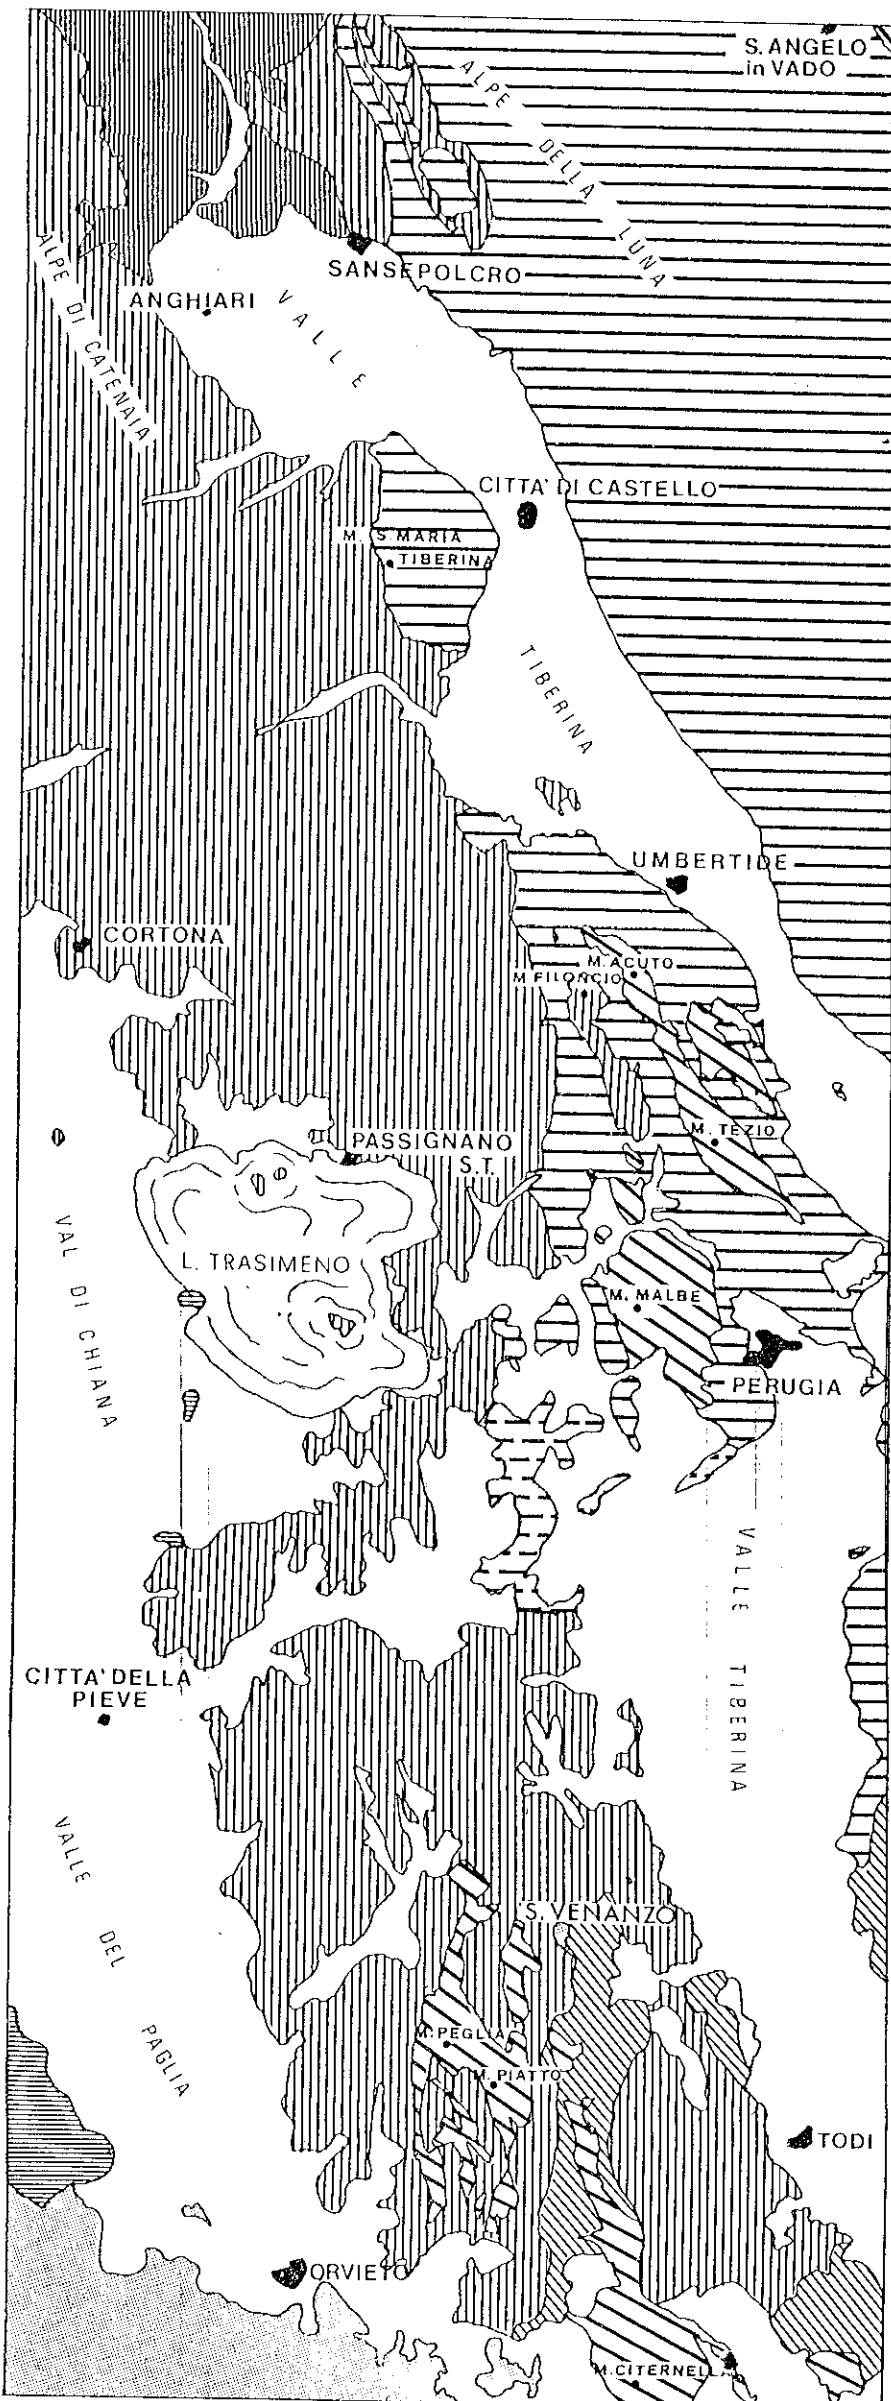 S. ANGELO
in VADO
ALPE DELLA LUNA
SANSEPOLCRO
ALPE DI CATENAIA
ANGHIARI
VALLE
CITTA' DI CASTELLO
M. S. MARIA
TIBERINA
TIBERINA
UMBERTIDE
CORTONA
M. ACUTO
M. FILONCIO
M. TEZIO
PASSIGNANO
S.T.
VAL DI CHIANA
L. TRASIMENO
M. MALBE
PERUGIA
VALLE TIBERINA
CITTA' DELLA
PIEVE
VALLE DEL PAGLIA
S. VENANZO
M. PEGLIA
M. PIATTO
TODI
ORVIETO
M. CITERNELLA